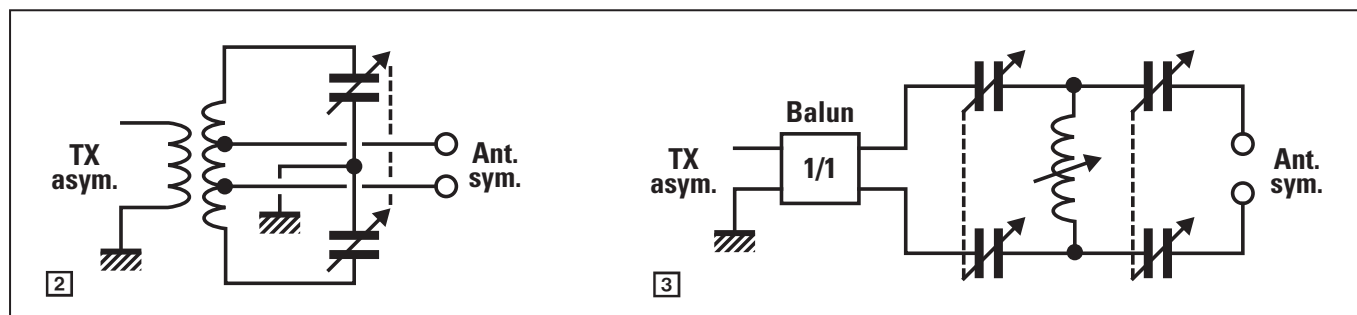 TX
asym.
Ant.
sym.
2
Balun
1/1
TX
asym.
Ant.
sym.
3